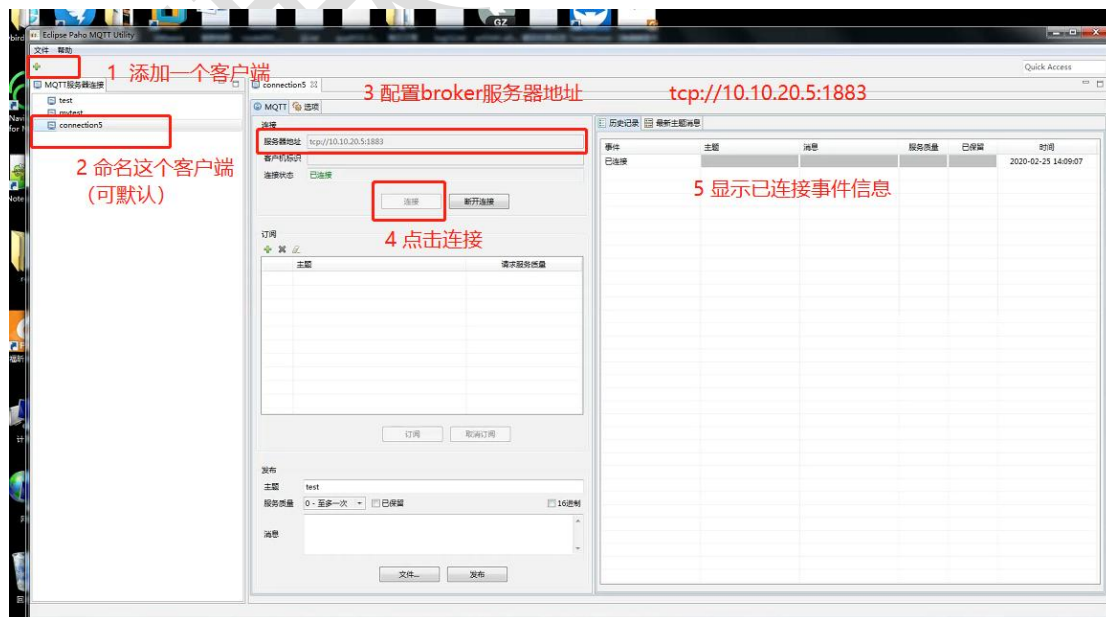 GZ
Eclipse Paho MQTT Utility
文件 帮助
1 添加一个客户端
Quick Access
MQTT服务器连接
test
mytest
connection5
2 命名这个客户端
（可默认）
connection5
3 配置broker服务器地址 tcp://10.10.20.5:1883
MQTT 选项
连接
服务器地址 tcp://10.10.20.5:1883
客户机标识
连接状态 已连接
连接 断开连接
4 点击连接
订阅
主题 请求服务质量
订阅 取消订阅
发布
主题 test
服务质量 0 - 至多一次 已保留 16进制
消息
文件... 发布
历史记录 最新主题消息
事件 主题 消息 服务质量 已保留 时间
已连接 2020-02-25 14:09:07
5 显示已连接事件信息